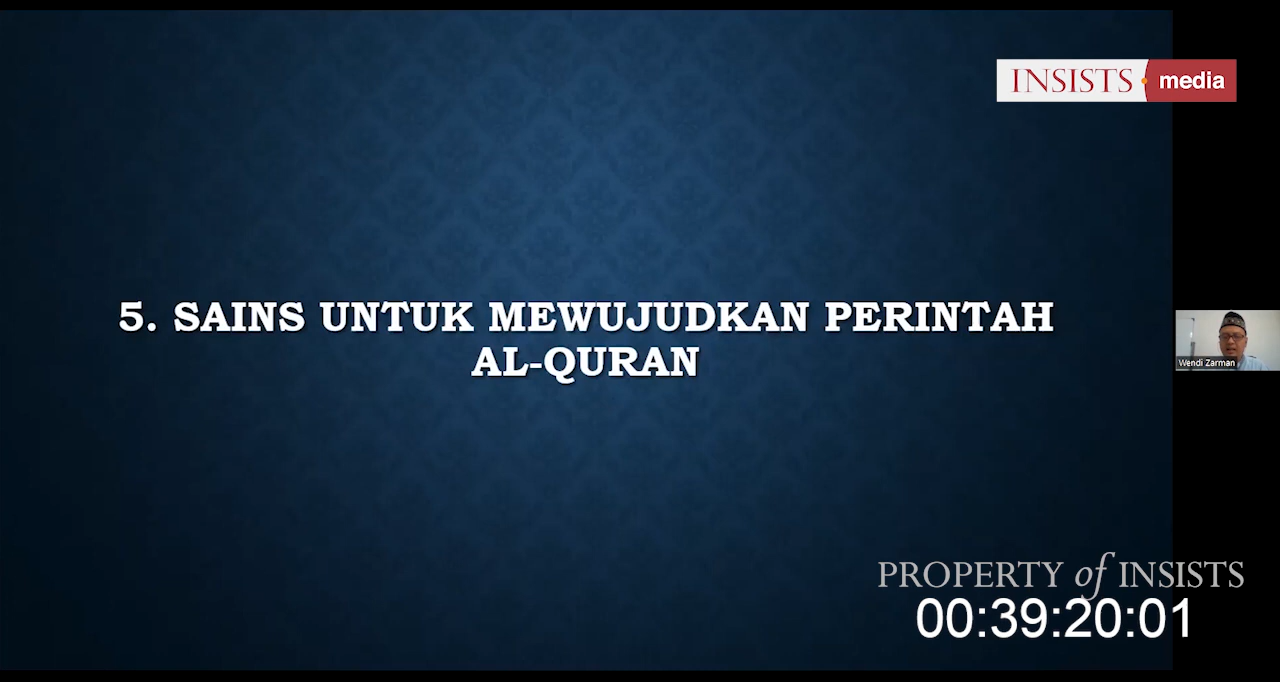 INSISTS media
5. SAINS UNTUK MEWUJUDKAN PERINTAH
AL-QURAN
Wendi Zarman
PROPERTY of INSISTS
00:39:20:01